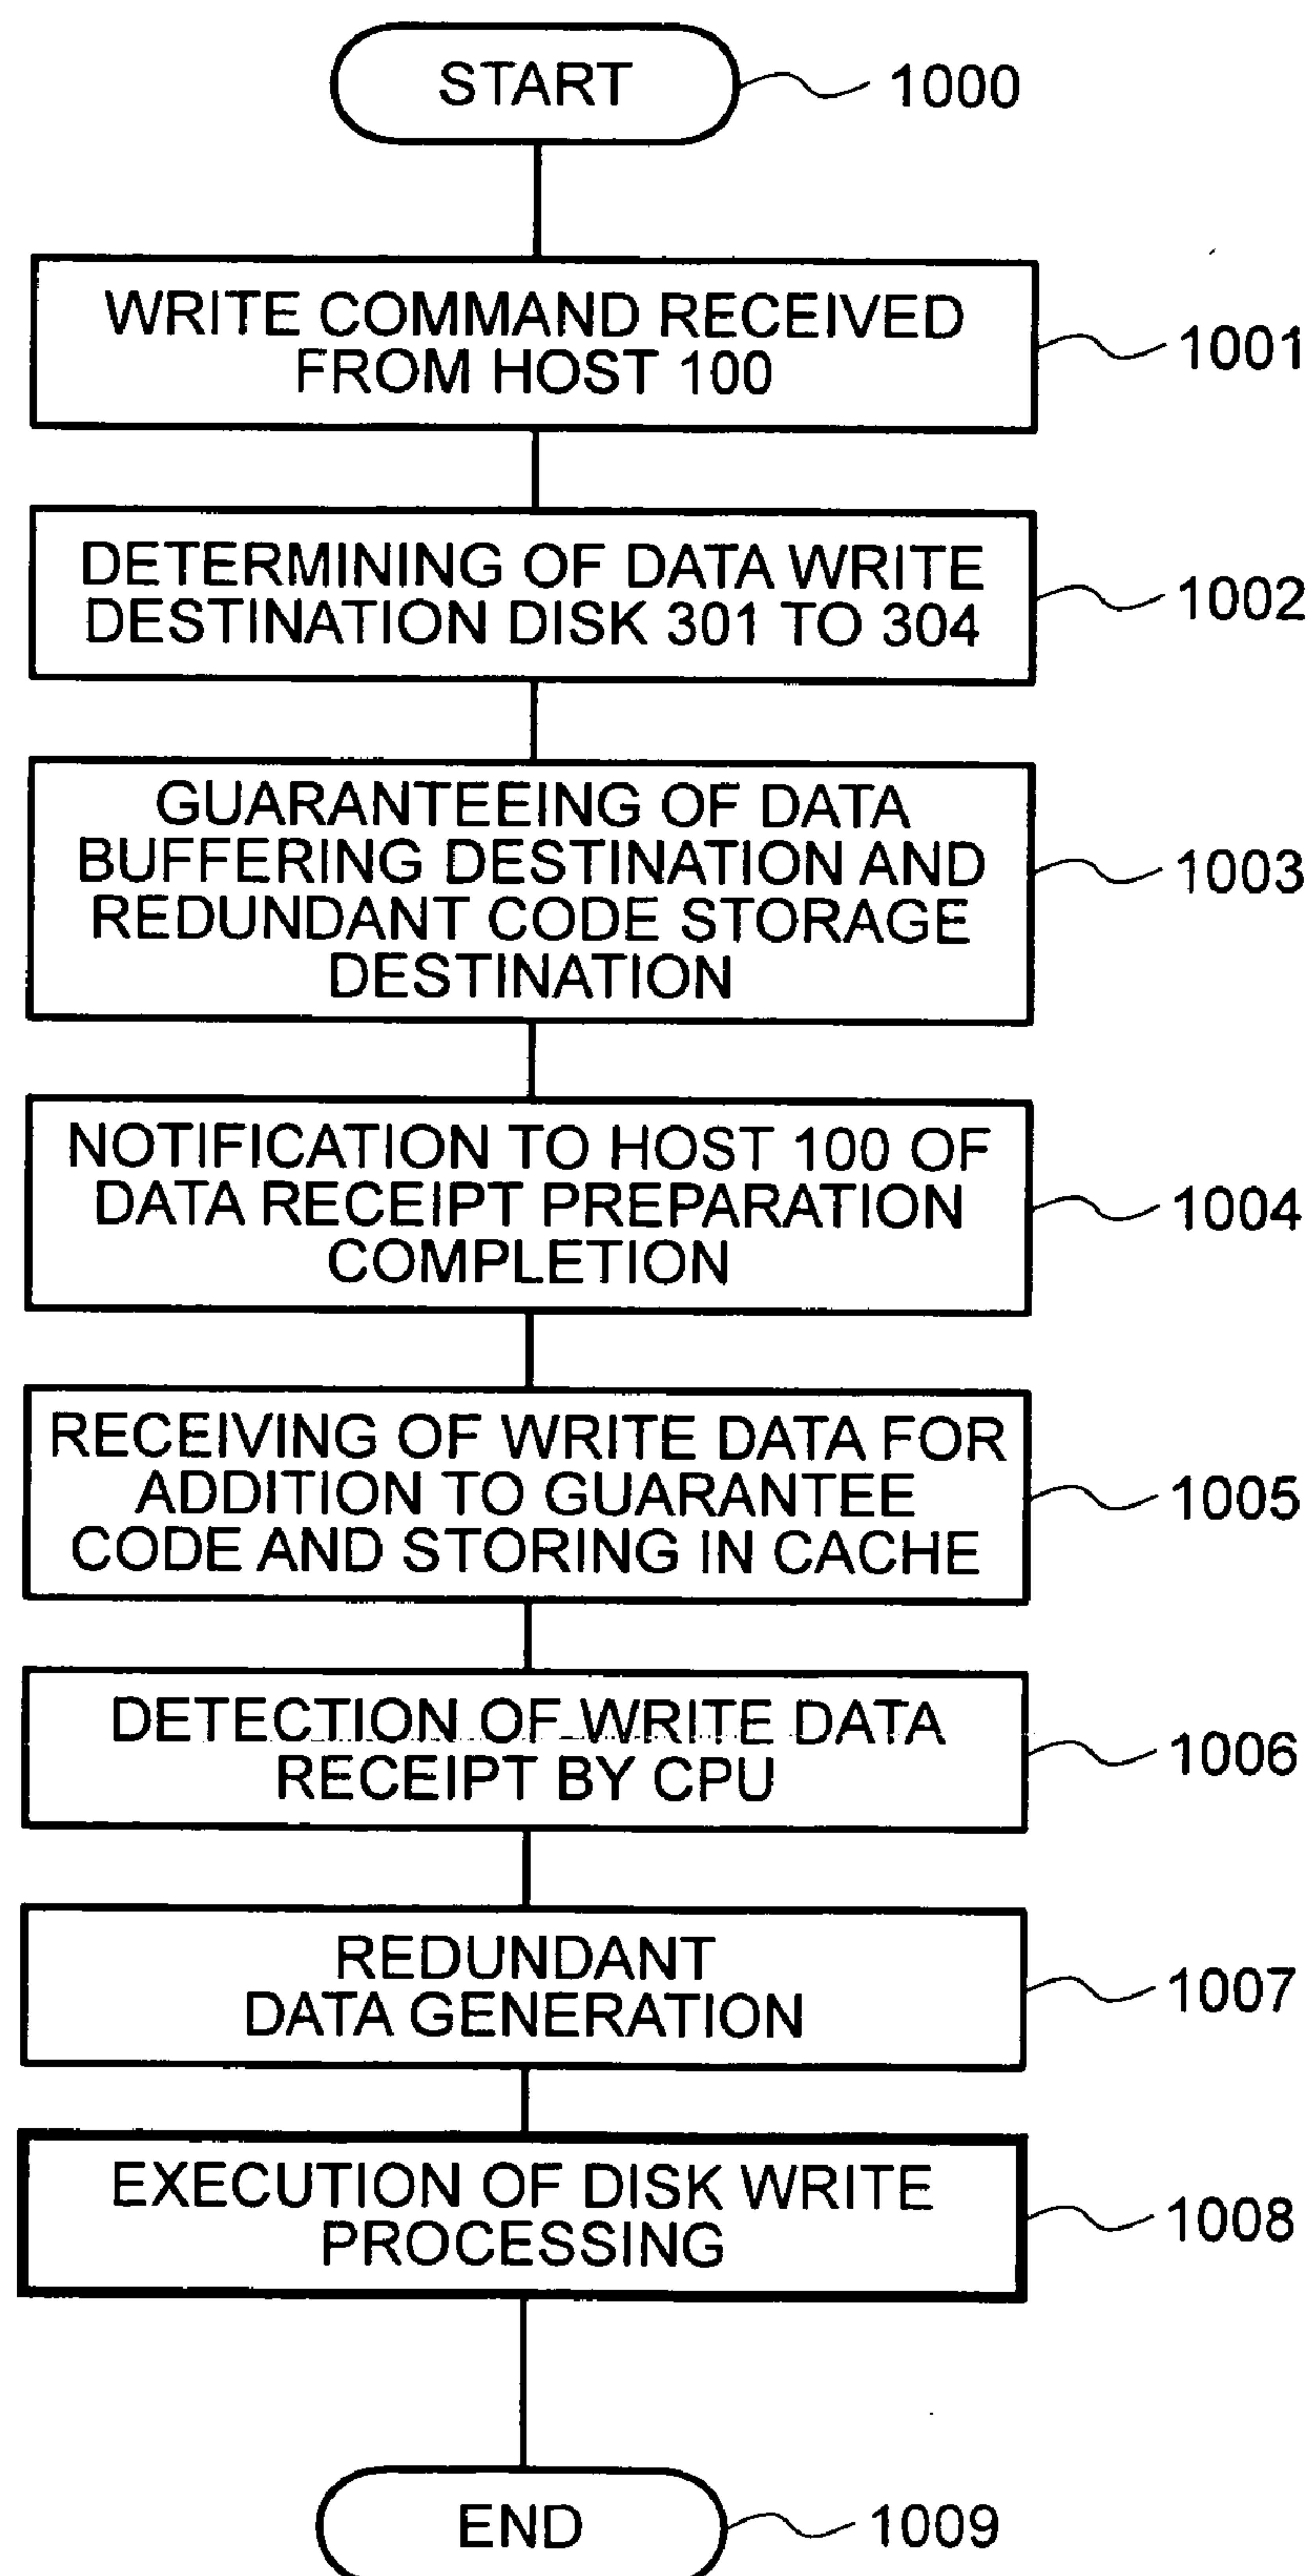 START
1000
WRITE COMMAND RECEIVED
FROM HOST 100
1001
DETERMINING OF DATA WRITE
DESTINATION DISK 301 TO 304
1002
GUARANTEEING OF DATA
BUFFERING DESTINATION AND
REDUNDANT CODE STORAGE
DESTINATION
1003
NOTIFICATION TO HOST 100 OF
DATA RECEIPT PREPARATION
COMPLETION
1004
RECEIVING OF WRITE DATA FOR
ADDITION TO GUARANTEE
CODE AND STORING IN CACHE
1005
DETECTION OF WRITE DATA
RECEIPT BY CPU
1006
REDUNDANT
DATA GENERATION
1007
EXECUTION OF DISK WRITE
PROCESSING
1008
END
1009